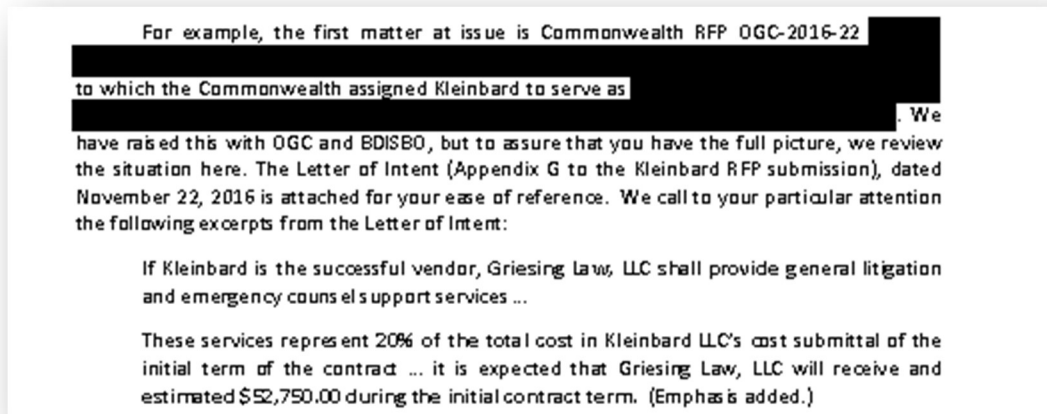 For example, the first matter at issue is Commonwealth RFP OGC-2016-22
to which the Commonwealth assigned Kleinbard to serve as
. We
have raised this with OGC and BDISBO, but to assure that you have the full picture, we review
the situation here. The Letter of Intent (Appendix G to the Kleinbard RFP submission), dated
November 22, 2016 is attached for your ease of reference. We call to your particular attention
the following excerpts from the Letter of Intent:
If Kleinbard is the successful vendor, Griesing Law, LLC shall provide general litigation
and emergency counsel support services ...
These services represent 20% of the total cost in Kleinbard LLC's cost submittal of the
initial term of the contract ... it is expected that Griesing Law, LLC will receive and
estimated $52,750.00 during the initial contract term. (Emphasis added.)